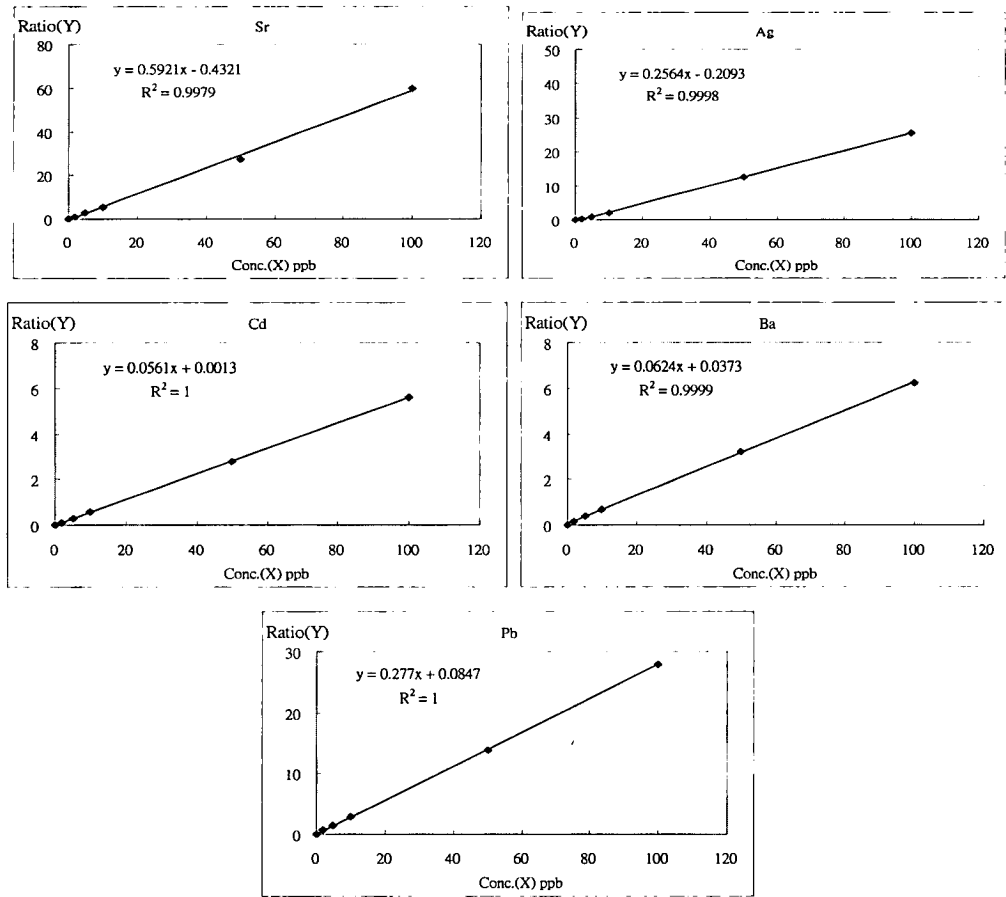 Ratio(Y) Sr
80
y = 0.5921x - 0.4321
R² = 0.9979
60
40
20
0
0 20 40 60 80 100 120
Conc.(X) ppb
Ratio(Y) Ag
50
y = 0.2564x - 0.2093
R² = 0.9998
40
30
20
10
0
0 20 40 60 80 100 120
Conc.(X) ppb
Ratio(Y) Cd
8
y = 0.0561x + 0.0013
R² = 1
6
4
2
0
0 20 40 60 80 100 120
Conc.(X) ppb
Ratio(Y) Ba
8
y = 0.0624x + 0.0373
R² = 0.9999
6
4
2
0
0 20 40 60 80 100 120
Conc.(X) ppb
Ratio(Y) Pb
30
y = 0.277x + 0.0847
R² = 1
20
10
0
0 20 40 60 80 100 120
Conc.(X) ppb